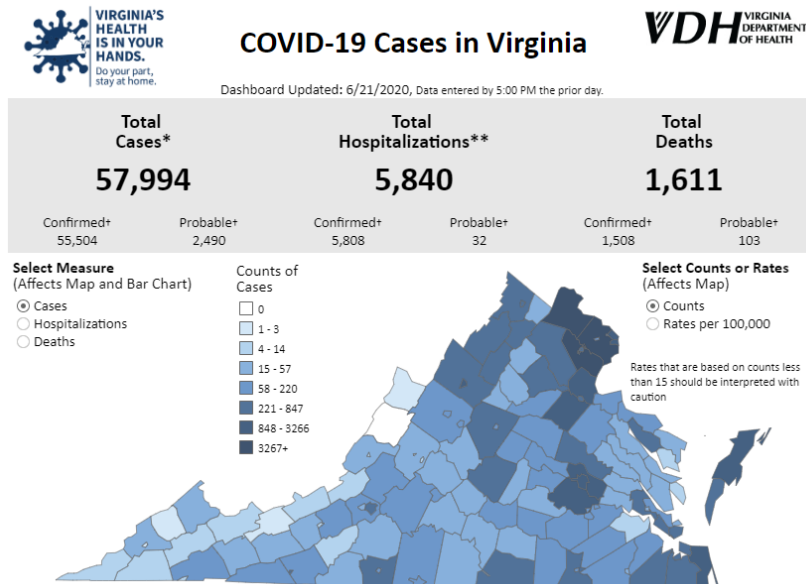 VIRGINIA'S
HEALTH
IS IN YOUR
HANDS.
Do your part,
stay at home.
COVID-19 Cases in Virginia
VDH VIRGINIA
DEPARTMENT
OF HEALTH
Dashboard Updated: 6/21/2020, Data entered by 5:00 PM the prior day.
Total
Cases*
57,994
Confirmed† Probable†
55,504 2,490
Total
Hospitalizations**
5,840
Confirmed† Probable†
5,808 32
Total
Deaths
1,611
Confirmed† Probable†
1,508 103
Select Measure
(Affects Map and Bar Chart)
Cases
Hospitalizations
Deaths
Counts of
Cases
0
1 - 3
4 - 14
15 - 57
58 - 220
221 - 847
848 - 3266
3267+
Select Counts or Rates
(Affects Map)
Counts
Rates per 100,000
Rates that are based on counts less
than 15 should be interpreted with
caution